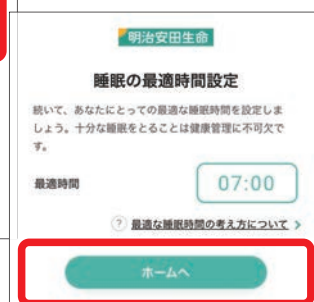 明治安田生命
睡眠の最適時間設定
続いて、あなたにとっての最適な睡眠時間を設定しま
しょう。十分な睡眠をとることは健康管理に不可欠で
す。
最適時間 07:00
? 最適な睡眠時間の考え方について >
ホームへ